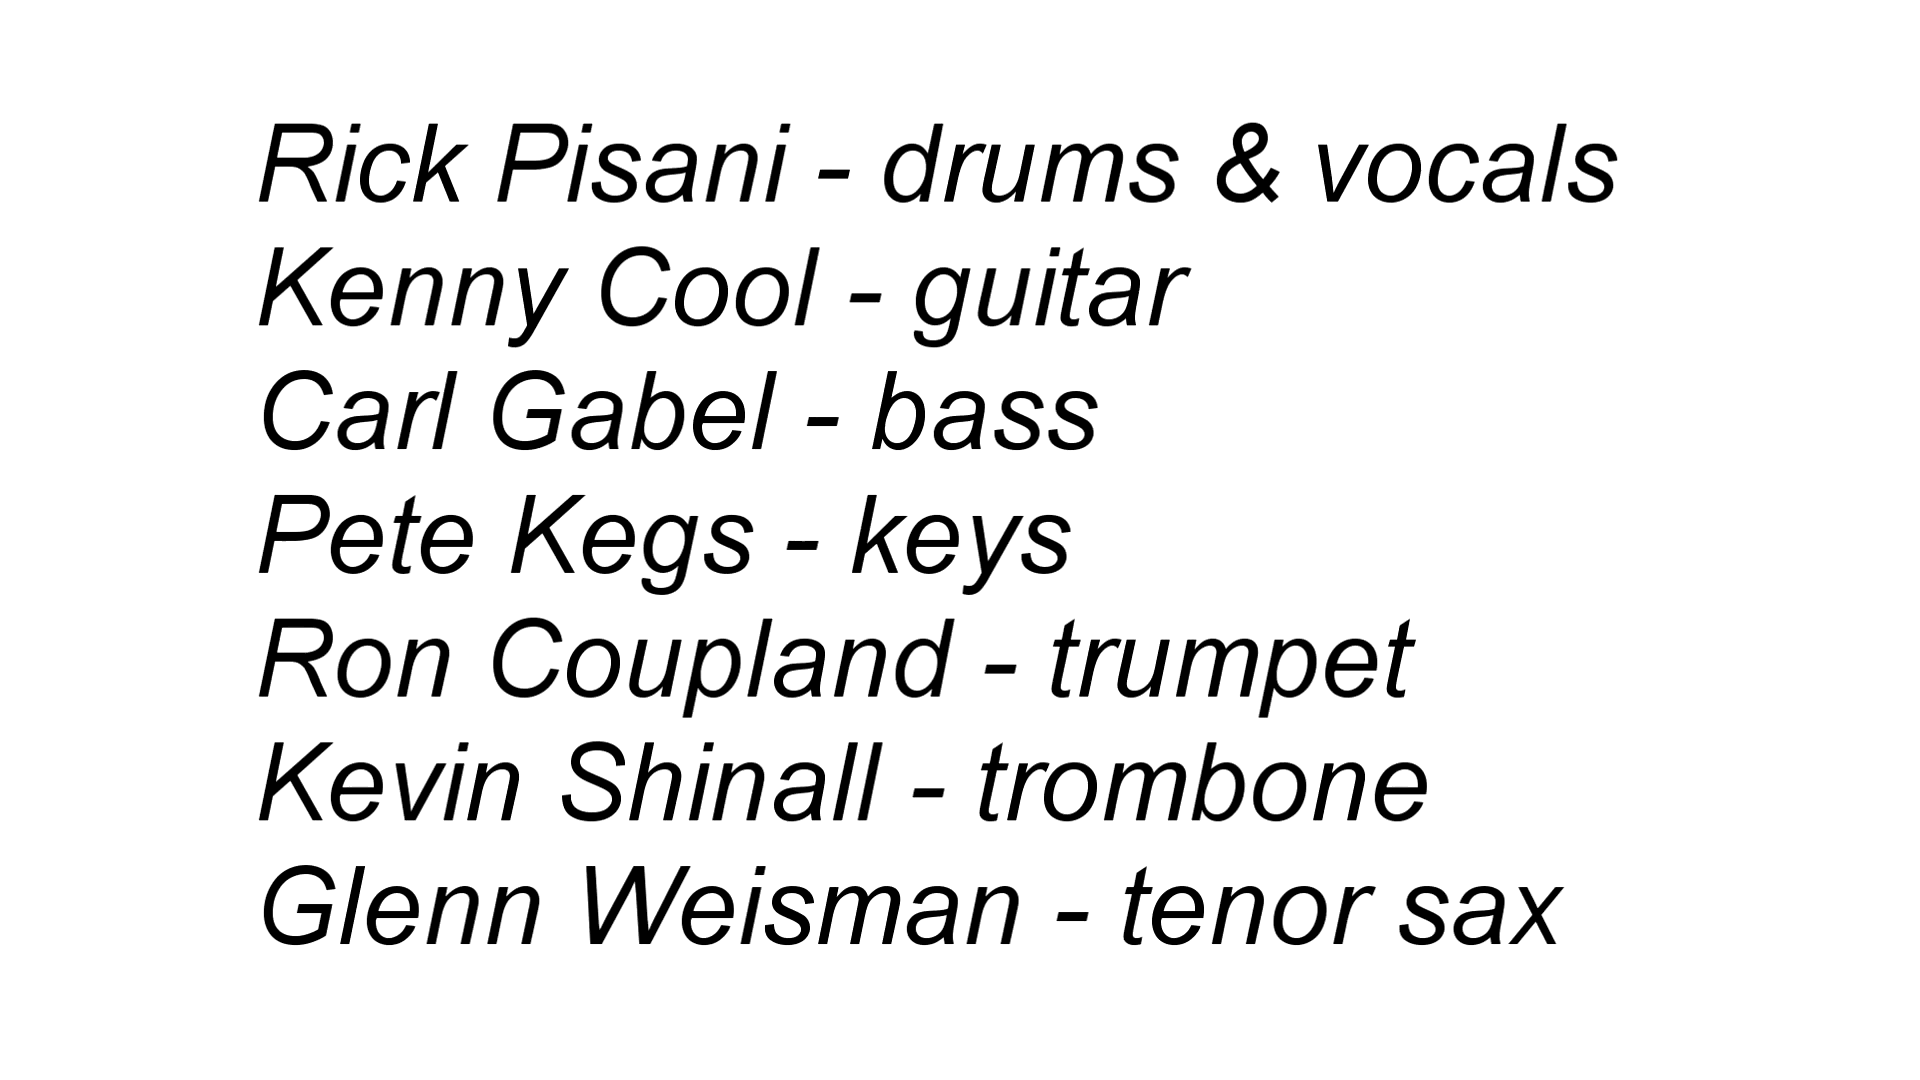 Rick Pisani - drums & vocals
Kenny Cool - guitar
Carl Gabel - bass
Pete Kegs - keys
Ron Coupland - trumpet
Kevin Shinall - trombone
Glenn Weisman - tenor sax